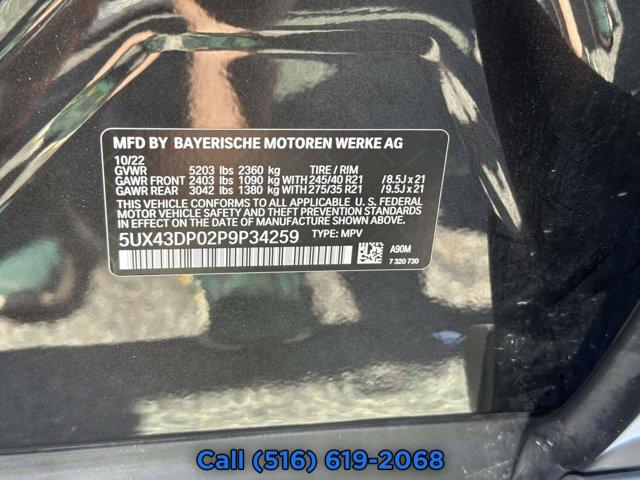 MFD BY BAYERISCHE MOTOREN WERKE AG
10/22
GVWR 5203 lbs 2360 kg TIRE / RIM
GAWR FRONT 2403 lbs 1090 kg WITH 245/40 R21 /8.5J x 21
GAWR REAR 3042 lbs 1380 kg WITH 275/35 R21 /9.5J x 21
THIS VEHICLE CONFORMS TO ALL APPLICABLE U. S. FEDERAL
MOTOR VEHICLE SAFETY AND THEFT PREVENTION STANDARDS
IN EFFECT ON THE DATE OF MANUFACTURE SHOWN ABOVE.
5UX43DP02P9P34259 TYPE: MPV
A90M
7 320 730
Call (516) 619-2068